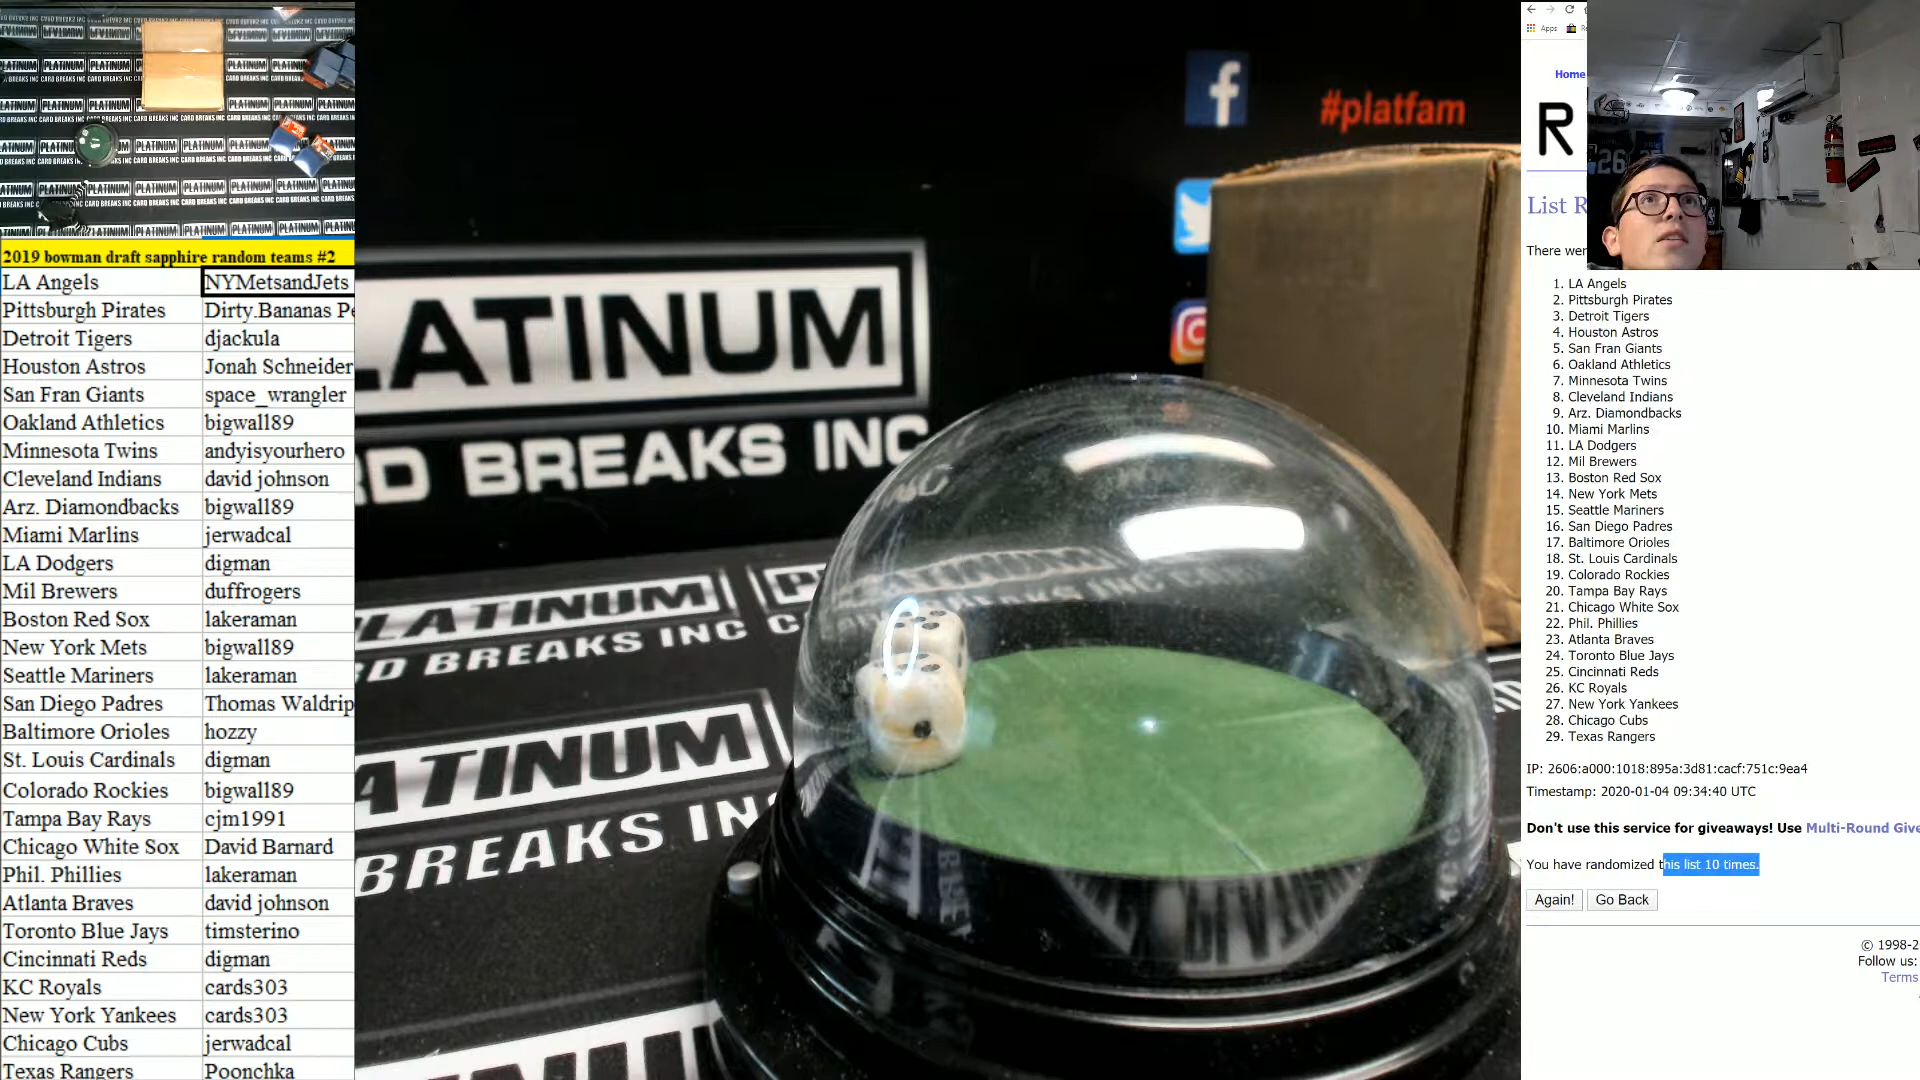 2019 bowman draft sapphire random teams #2
LA Angels NYMetsandJets
Pittsburgh Pirates Dirty.Bananas Pe
Detroit Tigers djackula
Houston Astros Jonah Schneider
San Fran Giants space_wrangler
Oakland Athletics bigwall89
Minnesota Twins andyisyourhero
Cleveland Indians david johnson
Arz. Diamondbacks bigwall89
Miami Marlins jerwadcal
LA Dodgers digman
Mil Brewers duffrogers
Boston Red Sox lakeraman
New York Mets bigwall89
Seattle Mariners lakeraman
San Diego Padres Thomas Waldrip
Baltimore Orioles hozzy
St. Louis Cardinals digman
Colorado Rockies bigwall89
Tampa Bay Rays cjm1991
Chicago White Sox David Barnard
Phil. Phillies lakeraman
Atlanta Braves david johnson
Toronto Blue Jays timsterino
Cincinnati Reds digman
KC Royals cards303
New York Yankees cards303
Chicago Cubs jerwadcal
Texas Rangers Poonchka
#platfam
LATINUM
RD BREAKS INC
PLATINUM
RD BREAKS INC
PLATINUM
BREAKS INC
Apps Re
Home
R
List R
There wer
1. LA Angels
2. Pittsburgh Pirates
3. Detroit Tigers
4. Houston Astros
5. San Fran Giants
6. Oakland Athletics
7. Minnesota Twins
8. Cleveland Indians
9. Arz. Diamondbacks
10. Miami Marlins
11. LA Dodgers
12. Mil Brewers
13. Boston Red Sox
14. New York Mets
15. Seattle Mariners
16. San Diego Padres
17. Baltimore Orioles
18. St. Louis Cardinals
19. Colorado Rockies
20. Tampa Bay Rays
21. Chicago White Sox
22. Phil. Phillies
23. Atlanta Braves
24. Toronto Blue Jays
25. Cincinnati Reds
26. KC Royals
27. New York Yankees
28. Chicago Cubs
29. Texas Rangers
IP: 2606:a000:1018:895a:3d81:cacf:751c:9ea4
Timestamp: 2020-01-04 09:34:40 UTC
Don't use this service for giveaways! Use Multi-Round Give
You have randomized this list 10 times.
Again! Go Back
© 1998-2
Follow us:
Terms